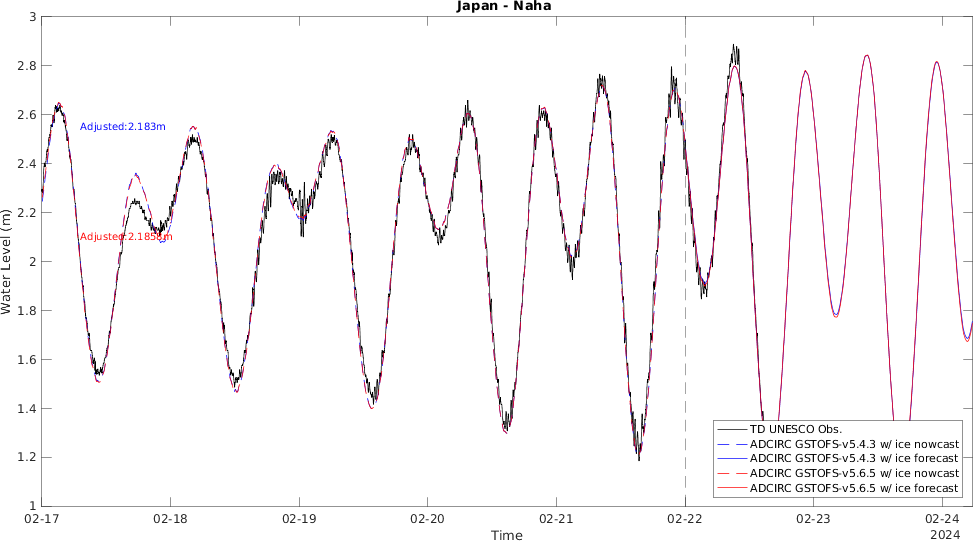 Japan - Naha
Water Level (m)
3
2.8
2.6
2.4
2.2
2
1.8
1.6
1.4
1.2
1
Adjusted:2.183m
Adjusted:2.1858m
TD UNESCO Obs.
ADCIRC GSTOFS-v5.4.3 w/ ice nowcast
ADCIRC GSTOFS-v5.4.3 w/ ice forecast
ADCIRC GSTOFS-v5.6.5 w/ ice nowcast
ADCIRC GSTOFS-v5.6.5 w/ ice forecast
02-17 02-18 02-19 02-20 02-21 02-22 02-23 02-24
2024
Time